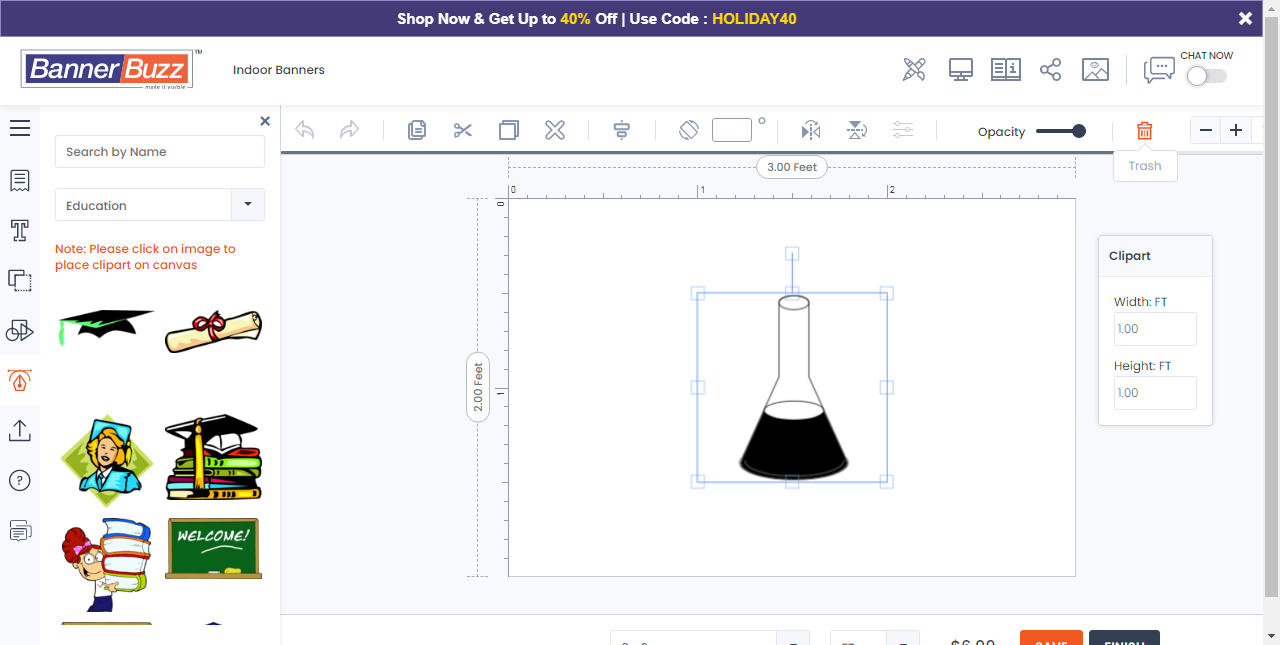 Shop Now & Get Up to 40% Off | Use Code : HOLIDAY40
BannerBuzz™
make it visible
Indoor Banners
CHAT NOW
Search by Name
Education
Note: Please click on image to
place clipart on canvas
WELCOME!
Opacity
Trash
3.00 Feet
0 1 2
0
2.00 Feet
1
Clipart
Width: FT
1.00
Height: FT
1.00
SAVE
FINISH